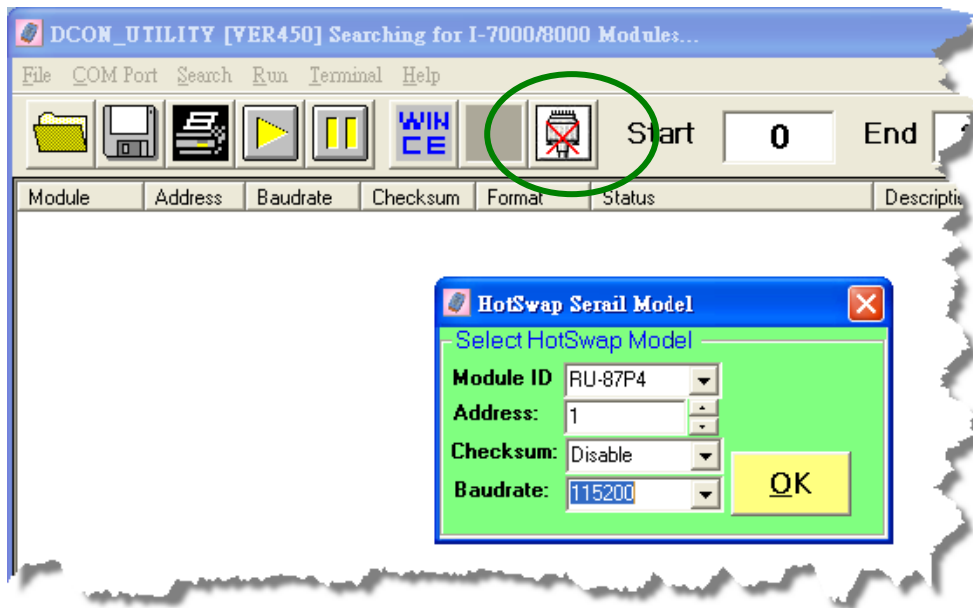 DCON_UTILITY [VER450] Searching for I-7000/8000 Modules...
File COM Port Search Run Terminal Help
WIN CE Start 0 End
Module Address Baudrate Checksum Format Status
HotSwap Serail Model
Select HotSwap Model
Module ID RU-87P4
Address: 1
Checksum: Disable
Baudrate: 115200
OK